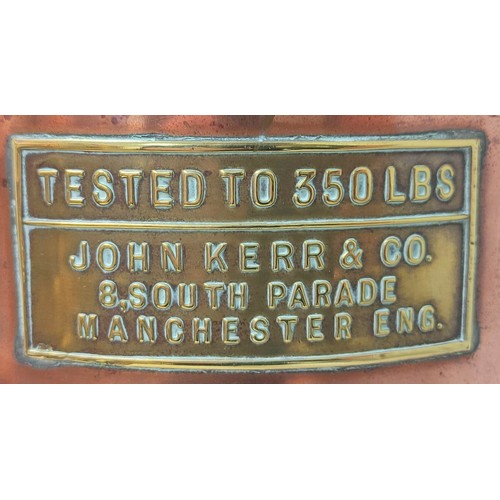 TESTED TO 350 LBS
JOHN KERR & CO.
8, SOUTH PARADE
MANCHESTER ENG.